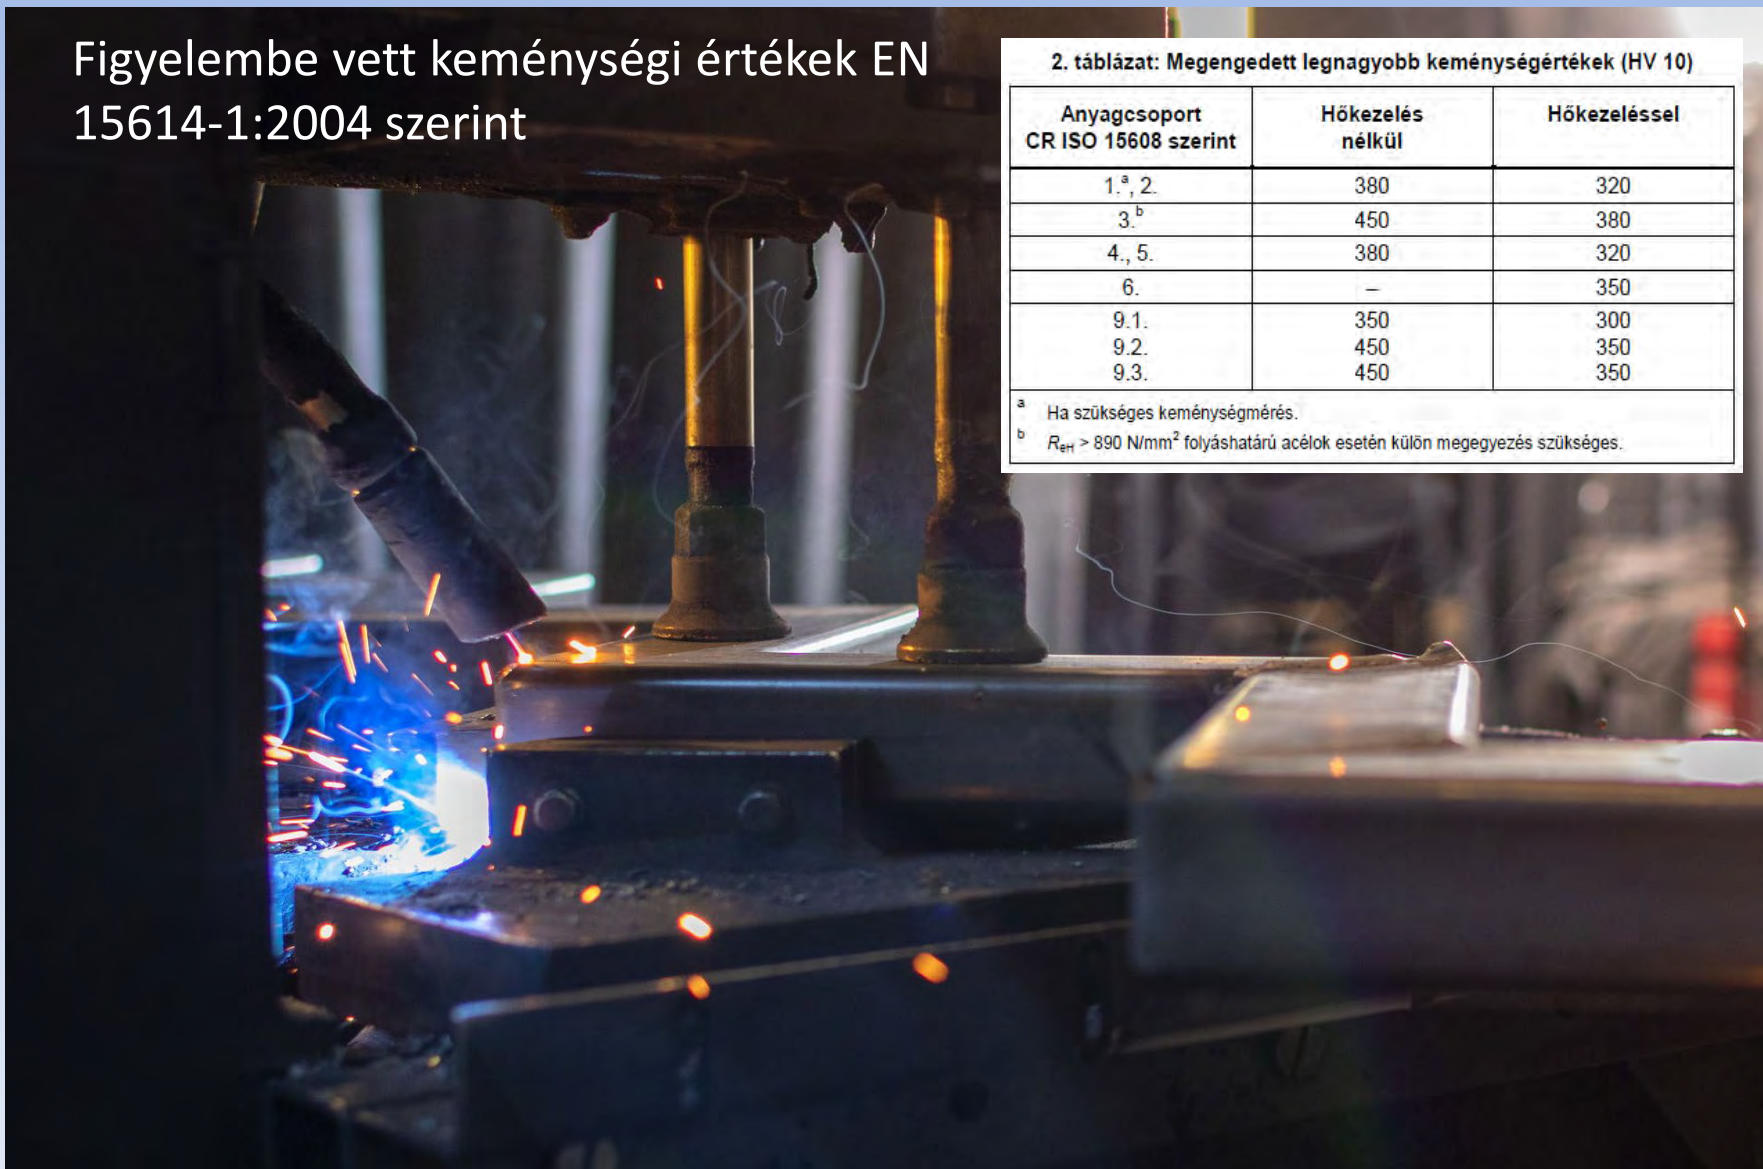 Figyelembe vett keménységi értékek EN
15614-1:2004 szerint
2. táblázat: Megengedett legnagyobb keménységértékek (HV 10)
Anyagcsoport
CR ISO 15608 szerint
Hőkezelés
nélkül
Hőkezeléssel
1.ᵃ, 2. 380 320
3.ᵇ 450 380
4., 5. 380 320
6. – 350
9.1. 350 300
9.2. 450 350
9.3. 450 350
ᵃ Ha szükséges keménységmérés.
ᵇ ReH > 890 N/mm² folyáshatárú acélok esetén külön megegyezés szükséges.